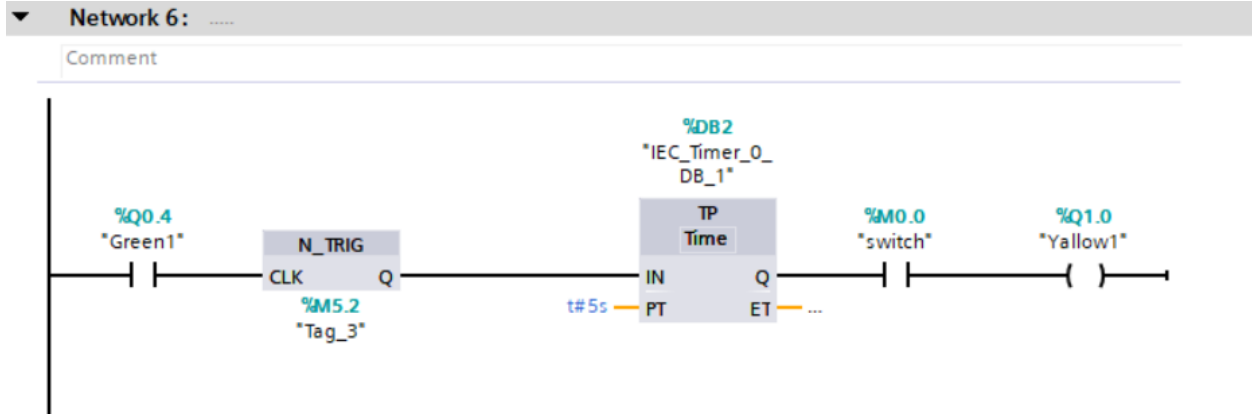 Network 6: .....
Comment
%DB2
"IEC_Timer_0_
DB_1"
%Q0.4
"Green1"
N_TRIG
CLK Q
%M5.2
"Tag_3"
TP
Time
IN Q
t#5s PT ET ...
%M0.0
"switch"
%Q1.0
"Yallow1"